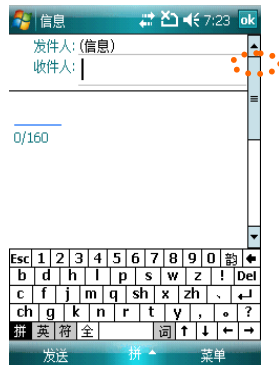 信息 7:23 ok
发件人: (信息)
收件人:
0/160
Esc 1 2 3 4 5 6 7 8 9 0 韵 ←
b d h l p s w z ! Del
c f j m q sh x zh 、 ↵
ch g k n r t y , 。 ?
拼 英 符 全 词 ↑ ↓ ← →
发送 拼 菜单